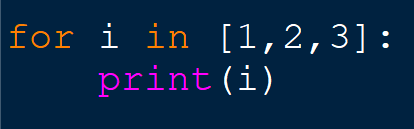 for i in [1,2,3]:
    print(i)